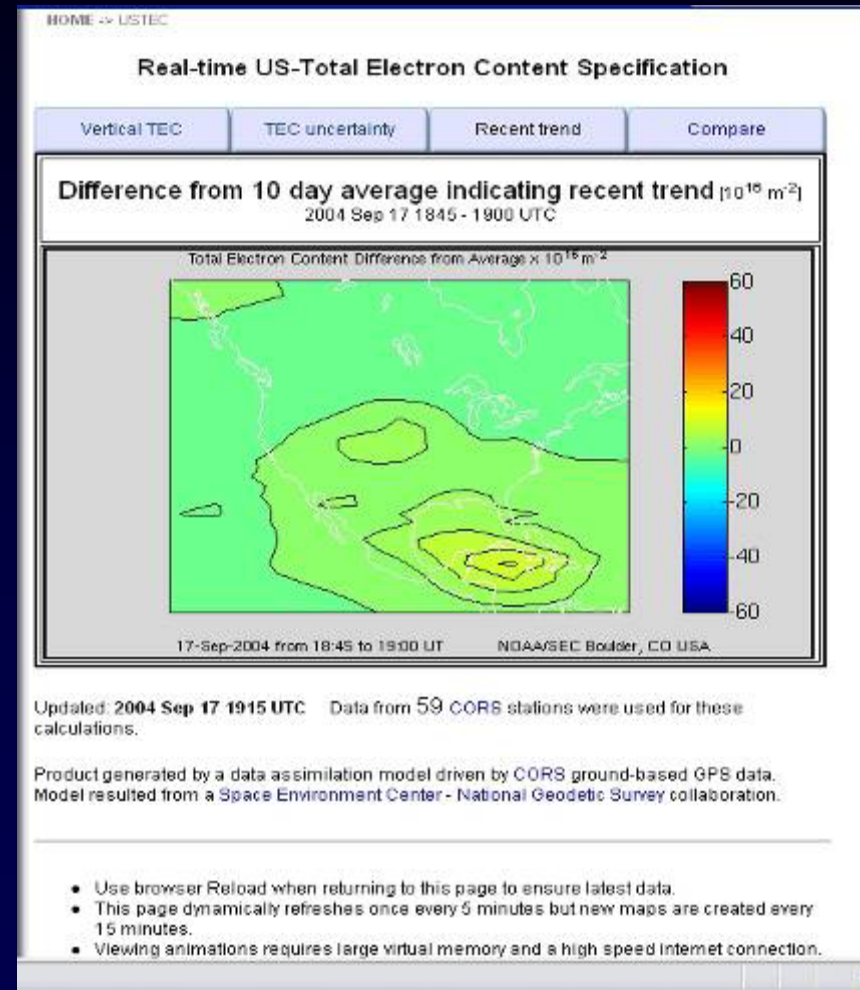 HOME -> USTEC
Real-time US-Total Electron Content Specification
Vertical TEC
TEC uncertainty
Recent trend
Compare
Difference from 10 day average indicating recent trend [10¹⁶ m⁻²]
2004 Sep 17 1845 - 1900 UTC
Total Electron Content Difference from Average x 10¹⁶ m⁻²
60
40
20
0
-20
-40
-60
17-Sep-2004 from 18:45 to 19:00 UT NOAA/SEC Boulder, CO USA
Updated: 2004 Sep 17 1915 UTC Data from 59 CORS stations were used for these
calculations.
Product generated by a data assimilation model driven by CORS ground-based GPS data.
Model resulted from a Space Environment Center - National Geodetic Survey collaboration.
• Use browser Reload when returning to this page to ensure latest data.
• This page dynamically refreshes once every 5 minutes but new maps are created every
15 minutes.
• Viewing animations requires large virtual memory and a high speed internet connection.